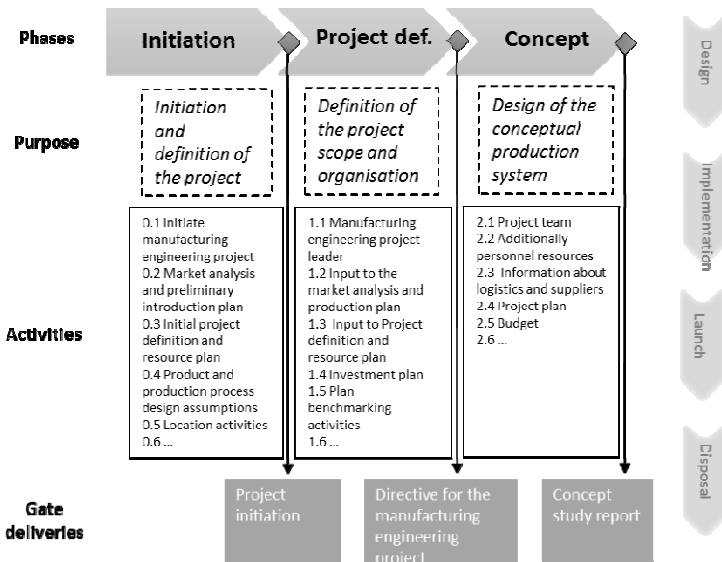 Phases
Initiation
Project def.
Concept
Purpose
Initiation
and
definition of
the project
Definition of
the project
scope and
organisation
Design of the
conceptual
production
system
Activities
0.1 Initiate
manufacturing
engineering project
0.2 Market analysis
and preliminary
introduction plan
0.3 Initial project
definition and
resource plan
0.4 Product and
production process
design assumptions
0.5 Location activities
0.6 ...
1.1 Manufacturing
engineering project
leader
1.2 Input to the
market analysis and
production plan
1.3 Input to Project
definition and
resource plan
1.4 Investment plan
1.5 Plan
benchmarking
activities
1.6 ...
2.1 Project team
2.2 Additionally
personnel resources
2.3 Information about
logistics and suppliers
2.4 Project plan
2.5 Budget
2.6 ...
Gate
deliveries
Project
initiation
Directive for the
manufacturing
engineering
project
Concept
study report
Design
Implementation
Launch
Disposal